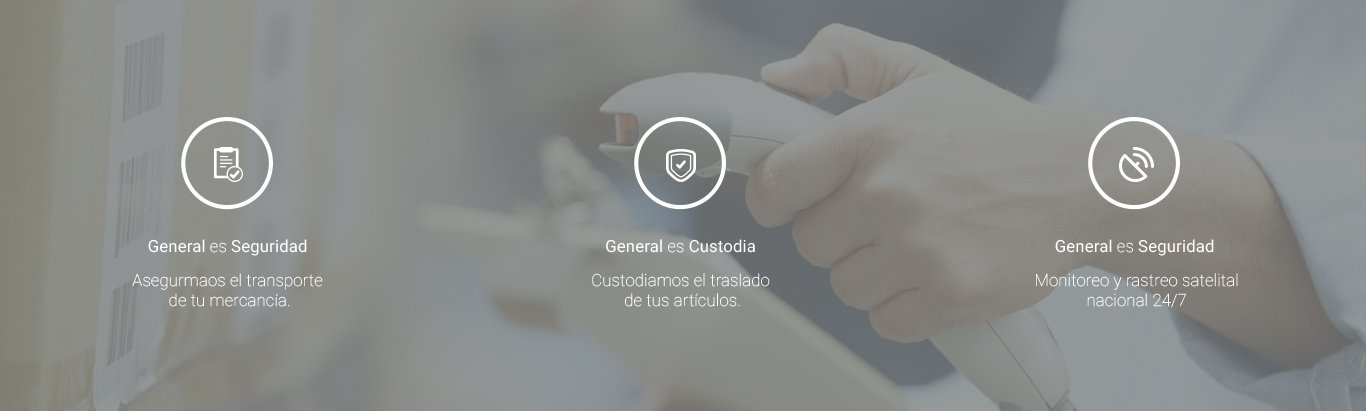 General es Seguridad
Asegurmaos el transporte
de tu mercancía.
General es Custodia
Custodiamos el traslado
de tus artículos.
General es Seguridad
Monitoreo y rastreo satelital
nacional 24/7